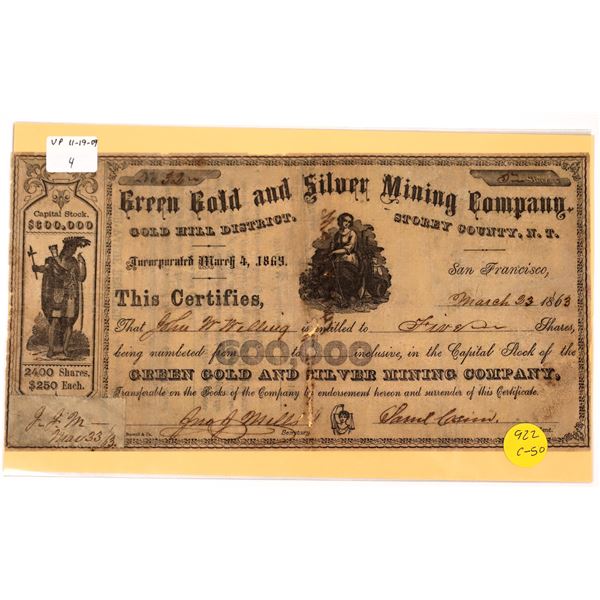 VP 11-19-09
4
No 32
5 Shares
Green Gold and Silver Mining Company.
GOLD HILL DISTRICT. STOREY COUNTY, N. T.
Incorporated March 4, 1863.
San Francisco, March 23 1863
Capital Stock.
$600,000
2400 Shares.
$250 Each.
This Certifies,
That John W is entitled to Five Shares,
being numbered from to inclusive, in the Capital Stock of the
600,000
GREEN GOLD AND SILVER MINING COMPANY.
Transferable on the Books of the Company by endorsement hereon and surrender of this Certificate.
Secretary.
922
C-50